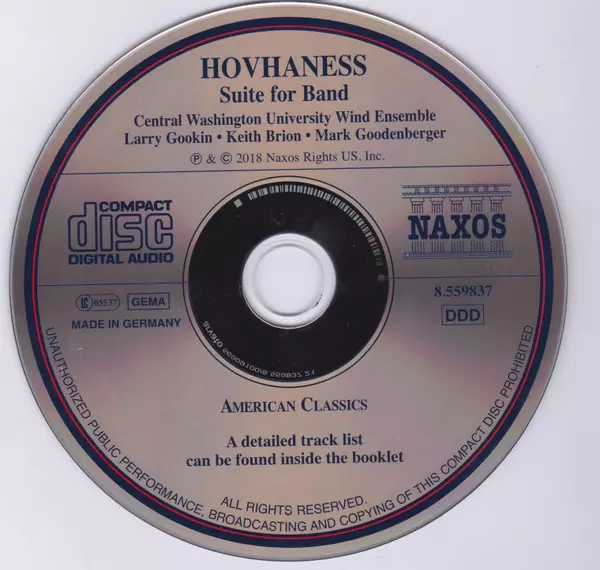 HOVHANESS
Suite for Band
Central Washington University Wind Ensemble
Larry Gookin • Keith Brion • Mark Goodenberger
℗ & © 2018 Naxos Rights US, Inc.
COMPACT
disc
DIGITAL AUDIO
NAXOS
LC 05537
GEMA
MADE IN GERMANY
8.559837
DDD
AMERICAN CLASSICS
A detailed track list
can be found inside the booklet
ALL RIGHTS RESERVED.
UNAUTHORIZED PUBLIC PERFORMANCE, BROADCASTING AND COPYING OF THIS COMPACT DISC PROHIBITED
arvato